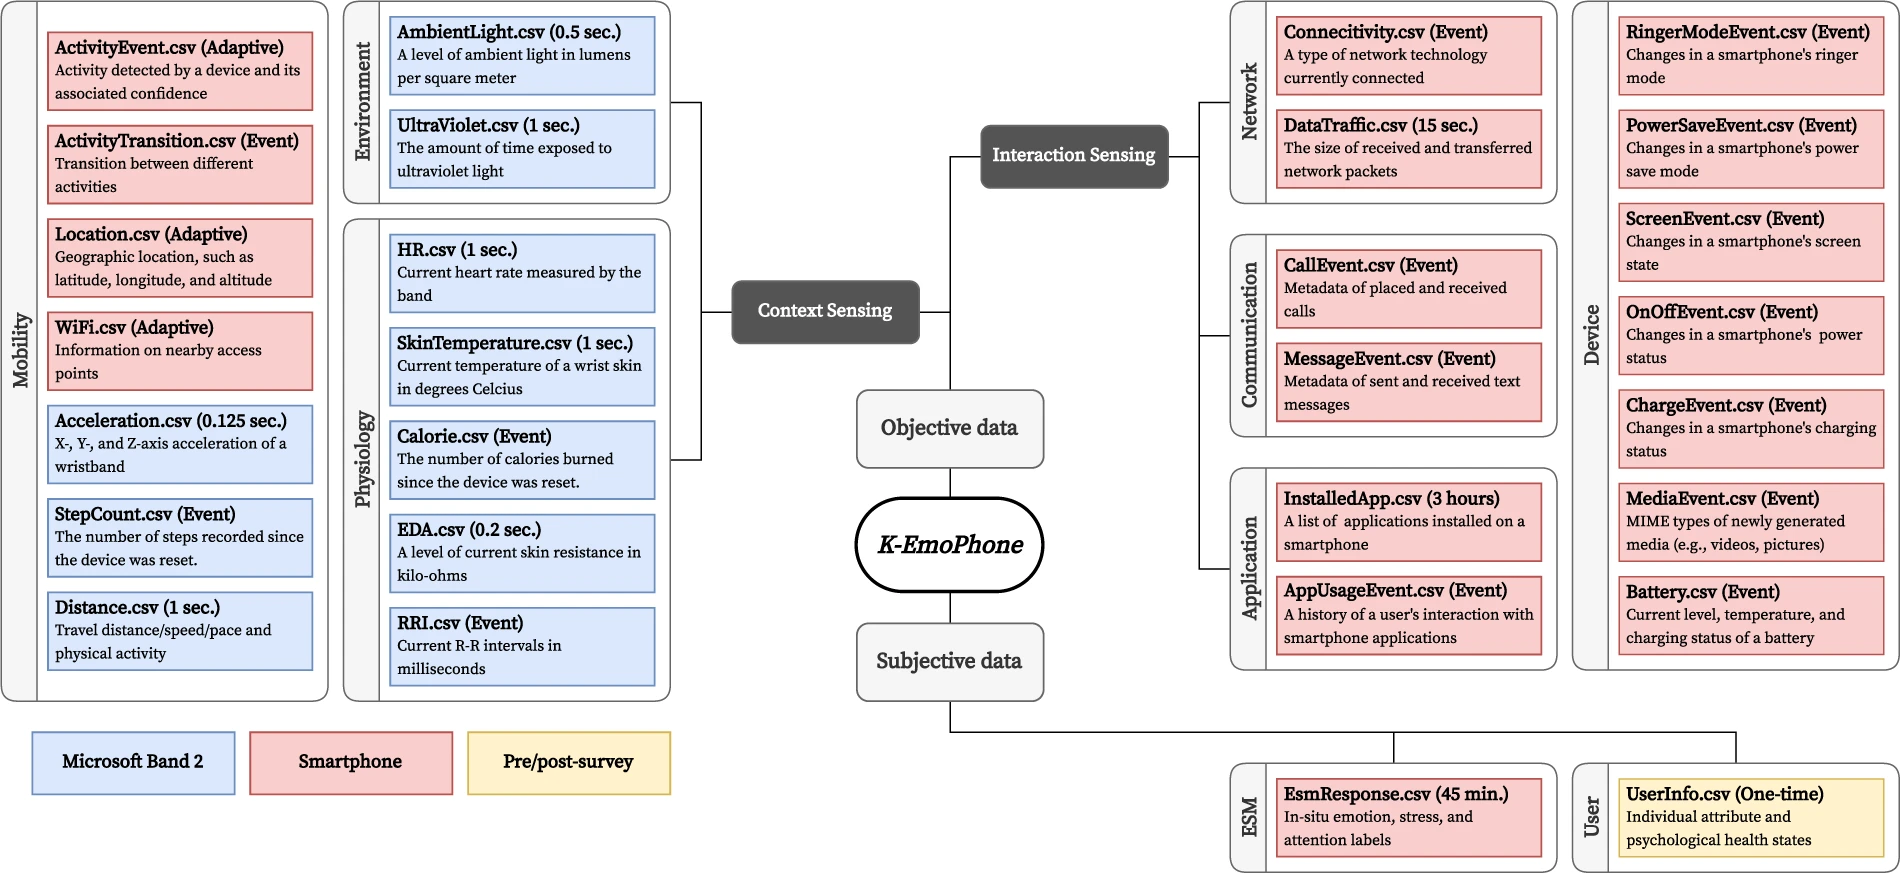 Mobility
ActivityEvent.csv (Adaptive)
Activity detected by a device and its
associated confidence
ActivityTransition.csv (Event)
Transition between different
activities
Location.csv (Adaptive)
Geographic location, such as
latitude, longitude, and altitude
WiFi.csv (Adaptive)
Information on nearby access
points
Acceleration.csv (0.125 sec.)
X-, Y-, and Z-axis acceleration of a
wristband
StepCount.csv (Event)
The number of steps recorded since
the device was reset.
Distance.csv (1 sec.)
Travel distance/speed/pace and
physical activity
Environment
AmbientLight.csv (0.5 sec.)
A level of ambient light in lumens
per square meter
UltraViolet.csv (1 sec.)
The amount of time exposed to
ultraviolet light
Physiology
HR.csv (1 sec.)
Current heart rate measured by the
band
SkinTemperature.csv (1 sec.)
Current temperature of a wrist skin
in degrees Celcius
Calorie.csv (Event)
The number of calories burned
since the device was reset.
EDA.csv (0.2 sec.)
A level of current skin resistance in
kilo-ohms
RRI.csv (Event)
Current R-R intervals in
milliseconds
Context Sensing
Interaction Sensing
Objective data
K-EmoPhone
Subjective data
Network
Connecitivity.csv (Event)
A type of network technology
currently connected
DataTraffic.csv (15 sec.)
The size of received and transferred
network packets
Communication
CallEvent.csv (Event)
Metadata of placed and received
calls
MessageEvent.csv (Event)
Metadata of sent and received text
messages
Application
InstalledApp.csv (3 hours)
A list of applications installed on a
smartphone
AppUsageEvent.csv (Event)
A history of a user's interaction with
smartphone applications
Device
RingerModeEvent.csv (Event)
Changes in a smartphone's ringer
mode
PowerSaveEvent.csv (Event)
Changes in a smartphone's power
save mode
ScreenEvent.csv (Event)
Changes in a smartphone's screen
state
OnOffEvent.csv (Event)
Changes in a smartphone's power
status
ChargeEvent.csv (Event)
Changes in a smartphone's charging
status
MediaEvent.csv (Event)
MIME types of newly generated
media (e.g., videos, pictures)
Battery.csv (Event)
Current level, temperature, and
charging status of a battery
Microsoft Band 2
Smartphone
Pre/post-survey
ESM
EsmResponse.csv (45 min.)
In-situ emotion, stress, and
attention labels
User
UserInfo.csv (One-time)
Individual attribute and
psychological health states